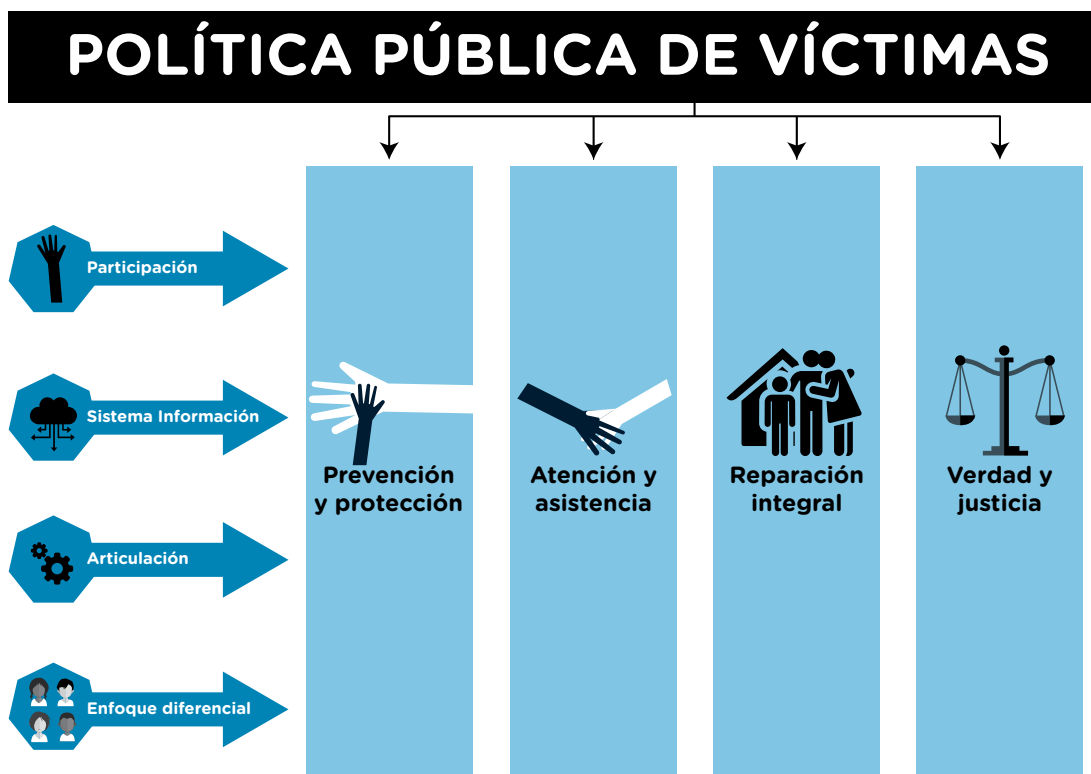 POLÍTICA PÚBLICA DE VÍCTIMAS
Participación
Sistema Información
Articulación
Enfoque diferencial
Prevención
y protección
Atención y
asistencia
Reparación
integral
Verdad y
justicia